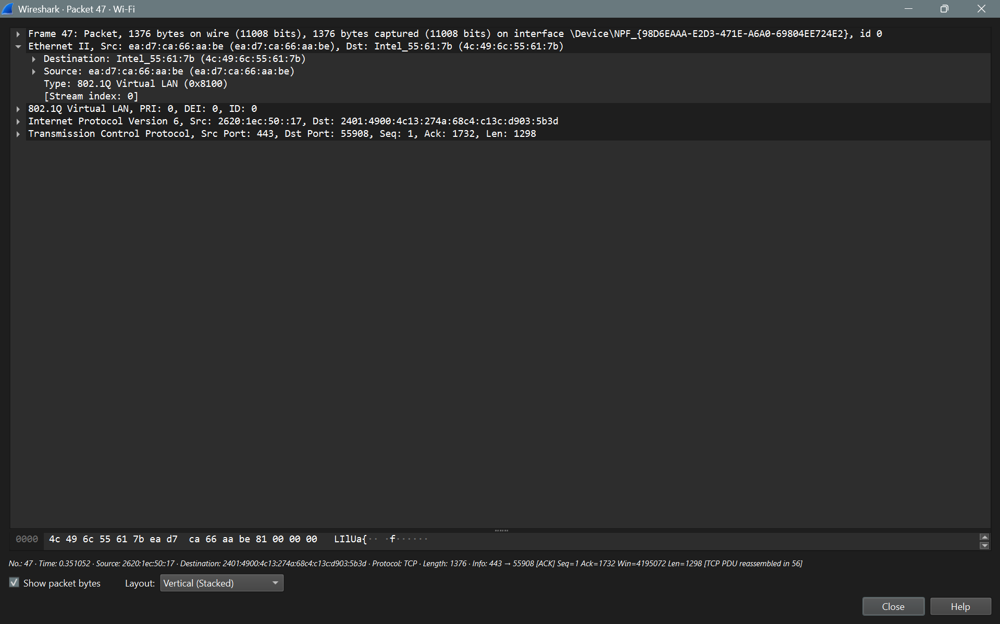 Wireshark · Packet 47 · Wi-Fi
Frame 47: Packet, 1376 bytes on wire (11008 bits), 1376 bytes captured (11008 bits) on interface \Device\NPF_{98D6EAAA-E2D3-471E-A6A0-69804EE724E2}, id 0
Ethernet II, Src: ea:d7:ca:66:aa:be (ea:d7:ca:66:aa:be), Dst: Intel_55:61:7b (4c:49:6c:55:61:7b)
Destination: Intel_55:61:7b (4c:49:6c:55:61:7b)
Source: ea:d7:ca:66:aa:be (ea:d7:ca:66:aa:be)
Type: 802.1Q Virtual LAN (0x8100)
[Stream index: 0]
802.1Q Virtual LAN, PRI: 0, DEI: 0, ID: 0
Internet Protocol Version 6, Src: 2620:1ec:50::17, Dst: 2401:4900:4c13:274a:68c4:c13c:d903:5b3d
Transmission Control Protocol, Src Port: 443, Dst Port: 55908, Seq: 1, Ack: 1732, Len: 1298
0000 4c 49 6c 55 61 7b ea d7 ca 66 aa be 81 00 00 00 LIlUa{·· ·f······
No.: 47 · Time: 0.351052 · Source: 2620:1ec:50::17 · Destination: 2401:4900:4c13:274a:68c4:c13c:d903:5b3d · Protocol: TCP · Length: 1376 · Info: 443 → 55908 [ACK] Seq=1 Ack=1732 Win=4195072 Len=1298 [TCP PDU reassembled in 56]
Show packet bytes Layout: Vertical (Stacked)
Close Help